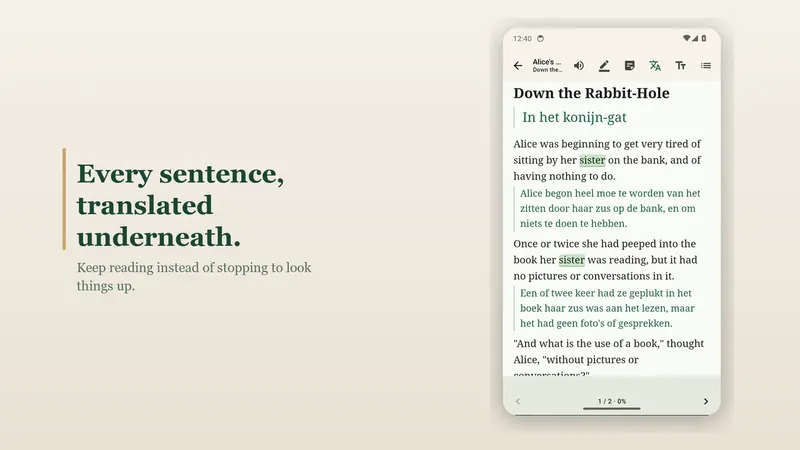 Every sentence,
translated
underneath.
Keep reading instead of stopping to look
things up.
12:40
Alice's ...
Down the...
Down the Rabbit-Hole
In het konijn-gat
Alice was beginning to get very tired of
sitting by her sister on the bank, and of
having nothing to do.
Alice begon heel moe te worden van het
zitten door haar zus op de bank, en om
niets te doen te hebben.
Once or twice she had peeped into the
book her sister was reading, but it had
no pictures or conversations in it.
Een of twee keer had ze geplukt in het
boek haar zus was aan het lezen, maar
het had geen foto's of gesprekken.
"And what is the use of a book," thought
Alice, "without pictures or
conversations?"
1 / 2 · 0%